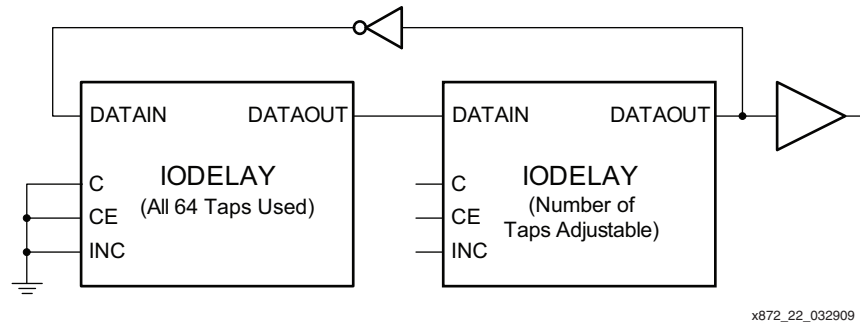 DATAIN DATAOUT
IODELAY
(All 64 Taps Used)
C
CE
INC
DATAIN DATAOUT
IODELAY
(Number of
Taps Adjustable)
C
CE
INC
x872_22_032909